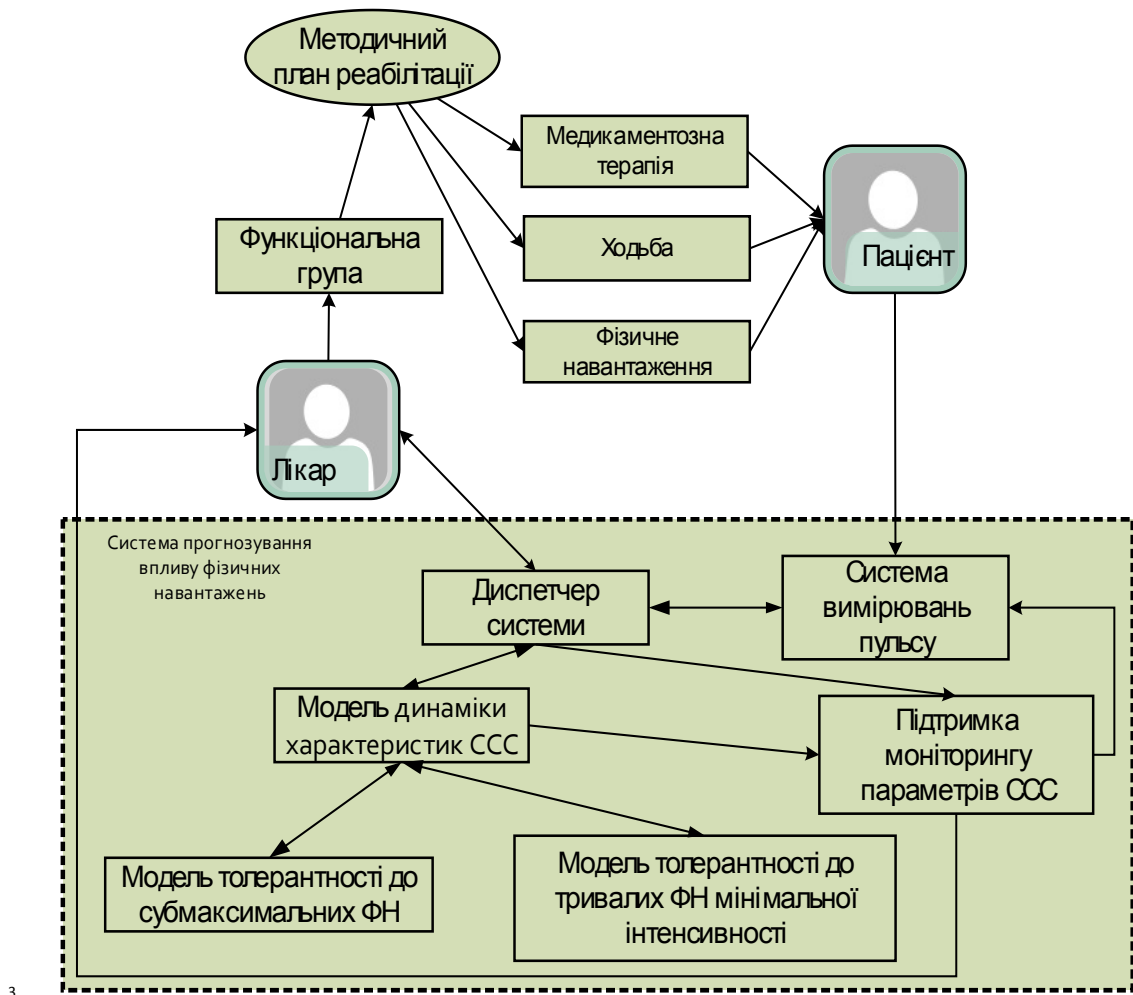 Методичний
план реабілітації
Медикаментозна
терапія
Пацієнт
Функціональна
група
Ходьба
Фізичне
навантаження
Лікар
Система прогнозування
впливу фізичних
навантажень
Диспетчер
системи
Система
вимірювань
пульсу
Модель динаміки
характеристик ССС
Підтримка
моніторингу
параметрів ССС
Модель толерантності до
субмаксимальних ФН
Модель толерантності до
тривалих ФН мінімальної
інтенсивності
з